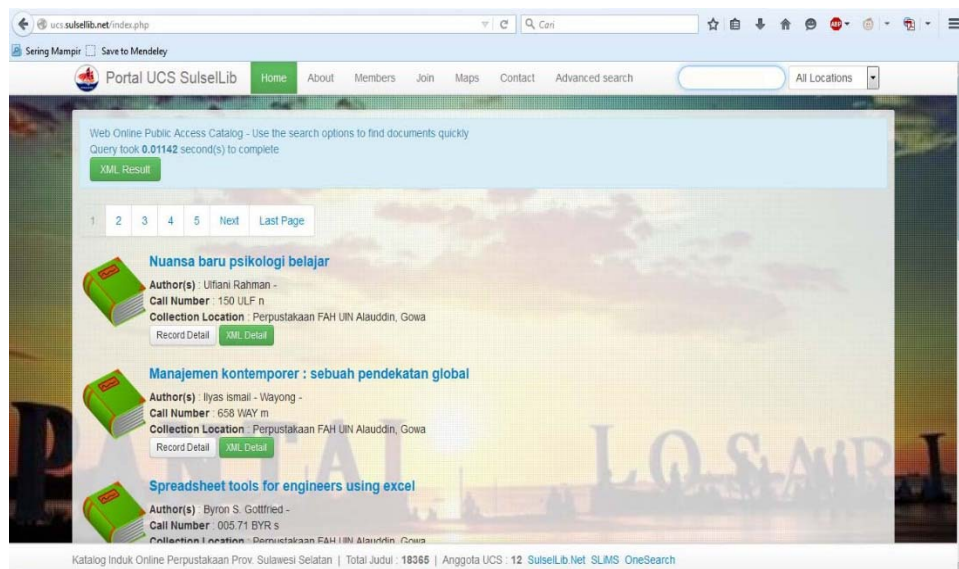 ucs.sulsellib.net/index.php
Cari
Sering Mampir Save to Mendeley
Portal UCS SulselLib Home About Members Join Maps Contact Advanced search All Locations
Web Online Public Access Catalog - Use the search options to find documents quickly
Query took 0.01142 second(s) to complete
XML Result
1 2 3 4 5 Next Last Page
Nuansa baru psikologi belajar
Author(s) : Ulfiani Rahman -
Call Number : 150 ULF n
Collection Location : Perpustakaan FAH UIN Alauddin, Gowa
Record Detail XML Detail
Manajemen kontemporer : sebuah pendekatan global
Author(s) : Ilyas ismail - Wayong -
Call Number : 658 WAY m
Collection Location : Perpustakaan FAH UIN Alauddin, Gowa
Record Detail XML Detail
PANTAI LOSARI
Spreadsheet tools for engineers using excel
Author(s) : Byron S. Gottfried -
Call Number : 005.71 BYR s
Collection Location : Perpustakaan FAH UIN Alauddin, Gowa
Katalog Induk Online Perpustakaan Prov. Sulawesi Selatan | Total Judul : 18365 | Anggota UCS : 12 SulselLib.Net SLiMS OneSearch